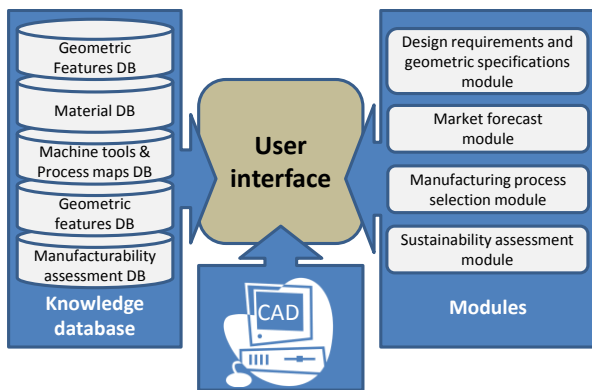 Geometric
Features DB
Material DB
Machine tools &
Process maps DB
Geometric
features DB
Manufacturability
assessment DB
Knowledge
database
User
interface
CAD
Design requirements and
geometric specifications
module
Market forecast
module
Manufacturing process
selection module
Sustainability assessment
module
Modules